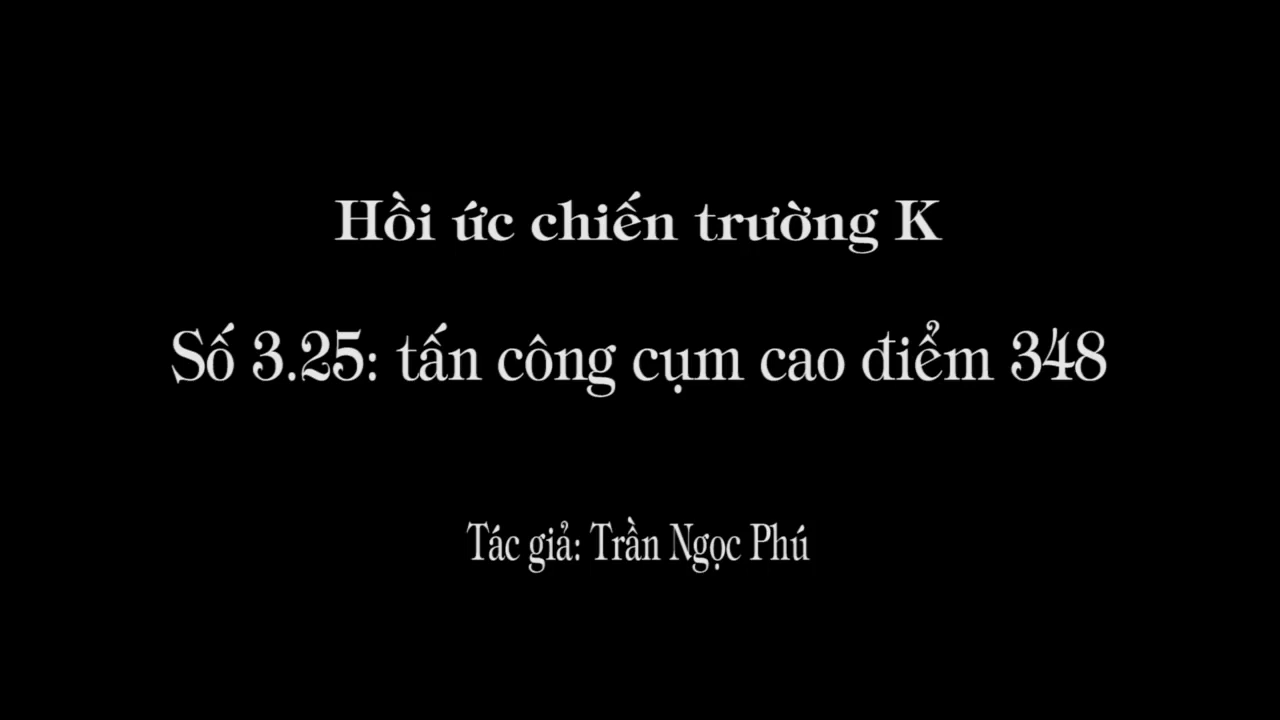 Hồi ức chiến trường K
Số 3.25: tấn công cụm cao điểm 348
Tác giả: Trần Ngọc Phú